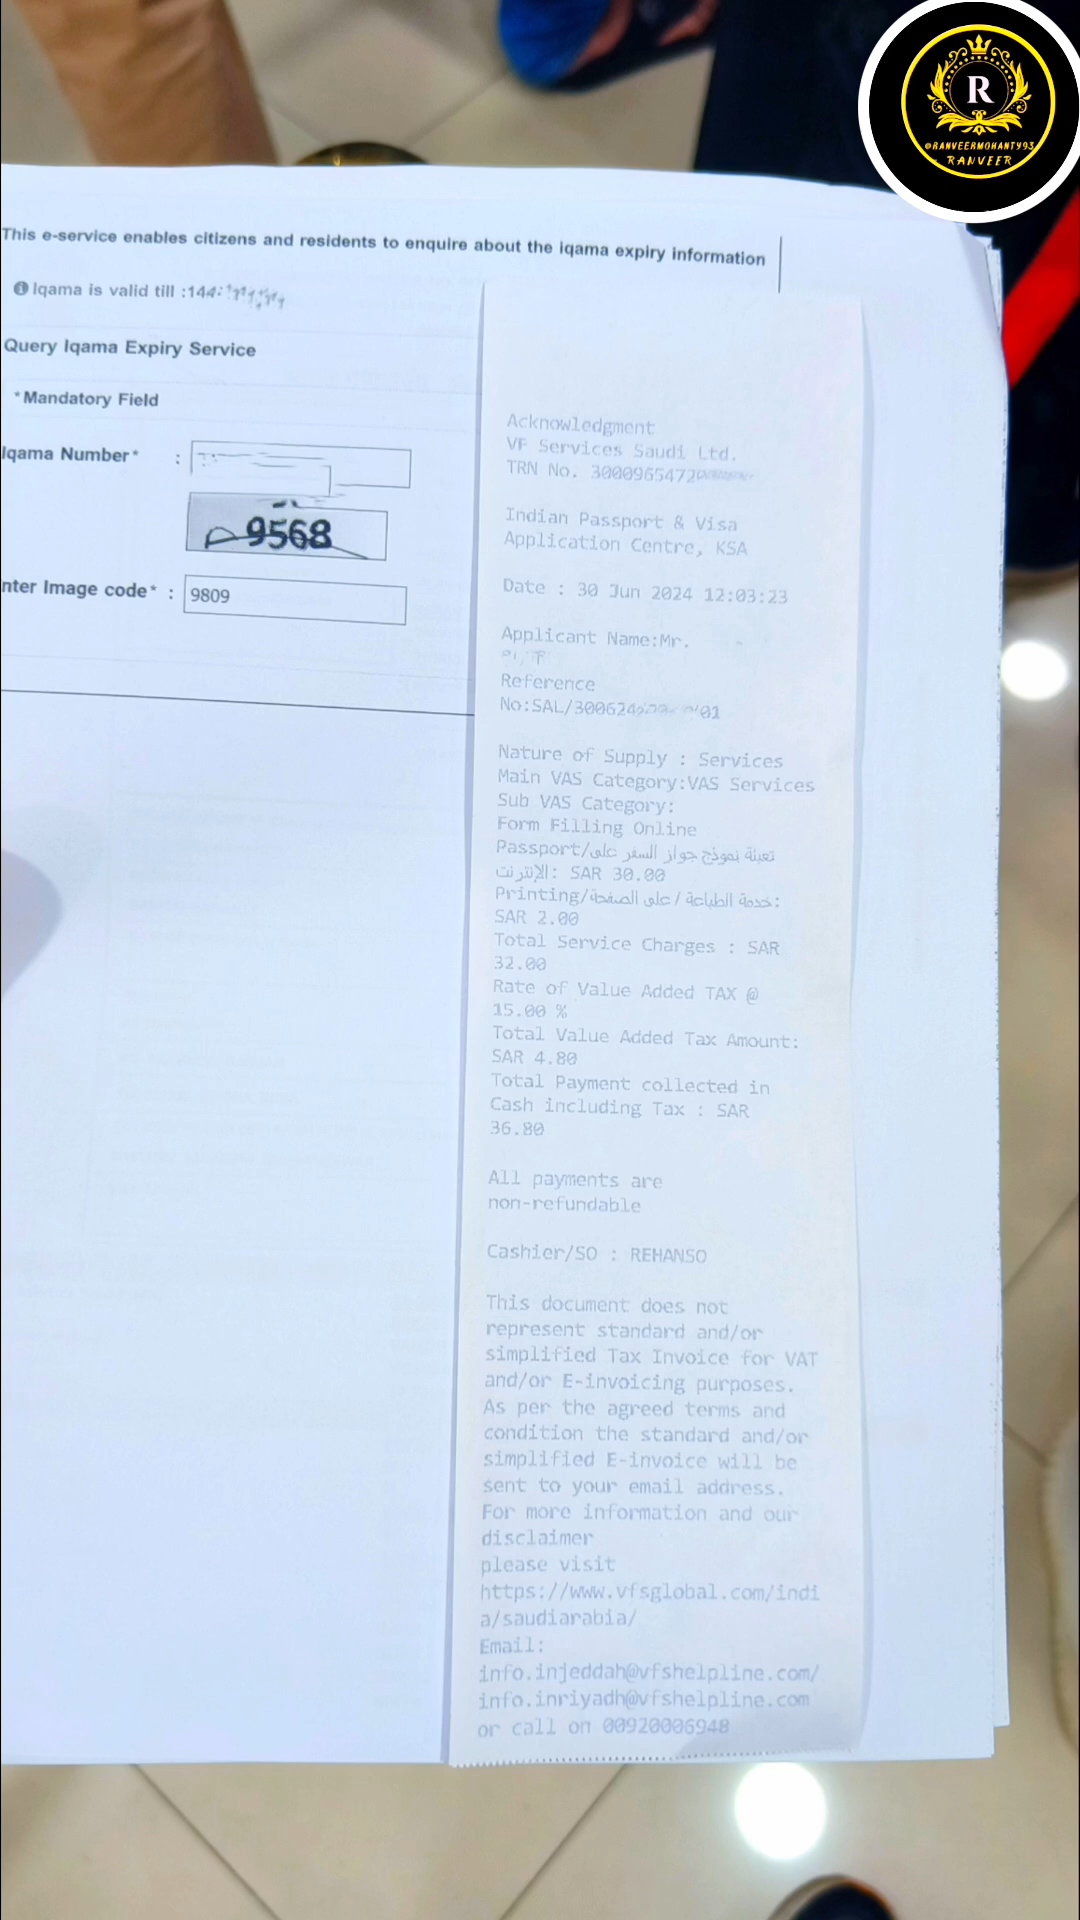 R
@RANVEERMOHANTY93
RANVEER
This e-service enables citizens and residents to enquire about the iqama expiry information
Iqama is valid till :144
Query Iqama Expiry Service
*Mandatory Field
Iqama Number* :
9568
nter Image code* : 9809
Acknowledgment
VF Services Saudi Ltd.
TRN No. 3000965472
Indian Passport & Visa
Application Centre, KSA
Date : 30 Jun 2024 12:03:23
Applicant Name:Mr.
Reference
No:SAL/300624 01
Nature of Supply : Services
Main VAS Category:VAS Services
Sub VAS Category:
Form Filling Online
Passport/تعبئة نموذج جواز السفر على
الإنترنت: SAR 30.00
Printing/خدمة الطباعة / على الصفحة:
SAR 2.00
Total Service Charges : SAR
32.00
Rate of Value Added TAX @
15.00 %
Total Value Added Tax Amount:
SAR 4.80
Total Payment collected in
Cash including Tax : SAR
36.80
All payments are
non-refundable
Cashier/SO : REHANSO
This document does not
represent standard and/or
simplified Tax Invoice for VAT
and/or E-invoicing purposes.
As per the agreed terms and
condition the standard and/or
simplified E-invoice will be
sent to your email address.
For more information and our
disclaimer
please visit
https://www.vfsglobal.com/indi
a/saudiarabia/
Email:
info.injeddah@vfshelpline.com/
info.inriyadh@vfshelpline.com
or call on 00920006948